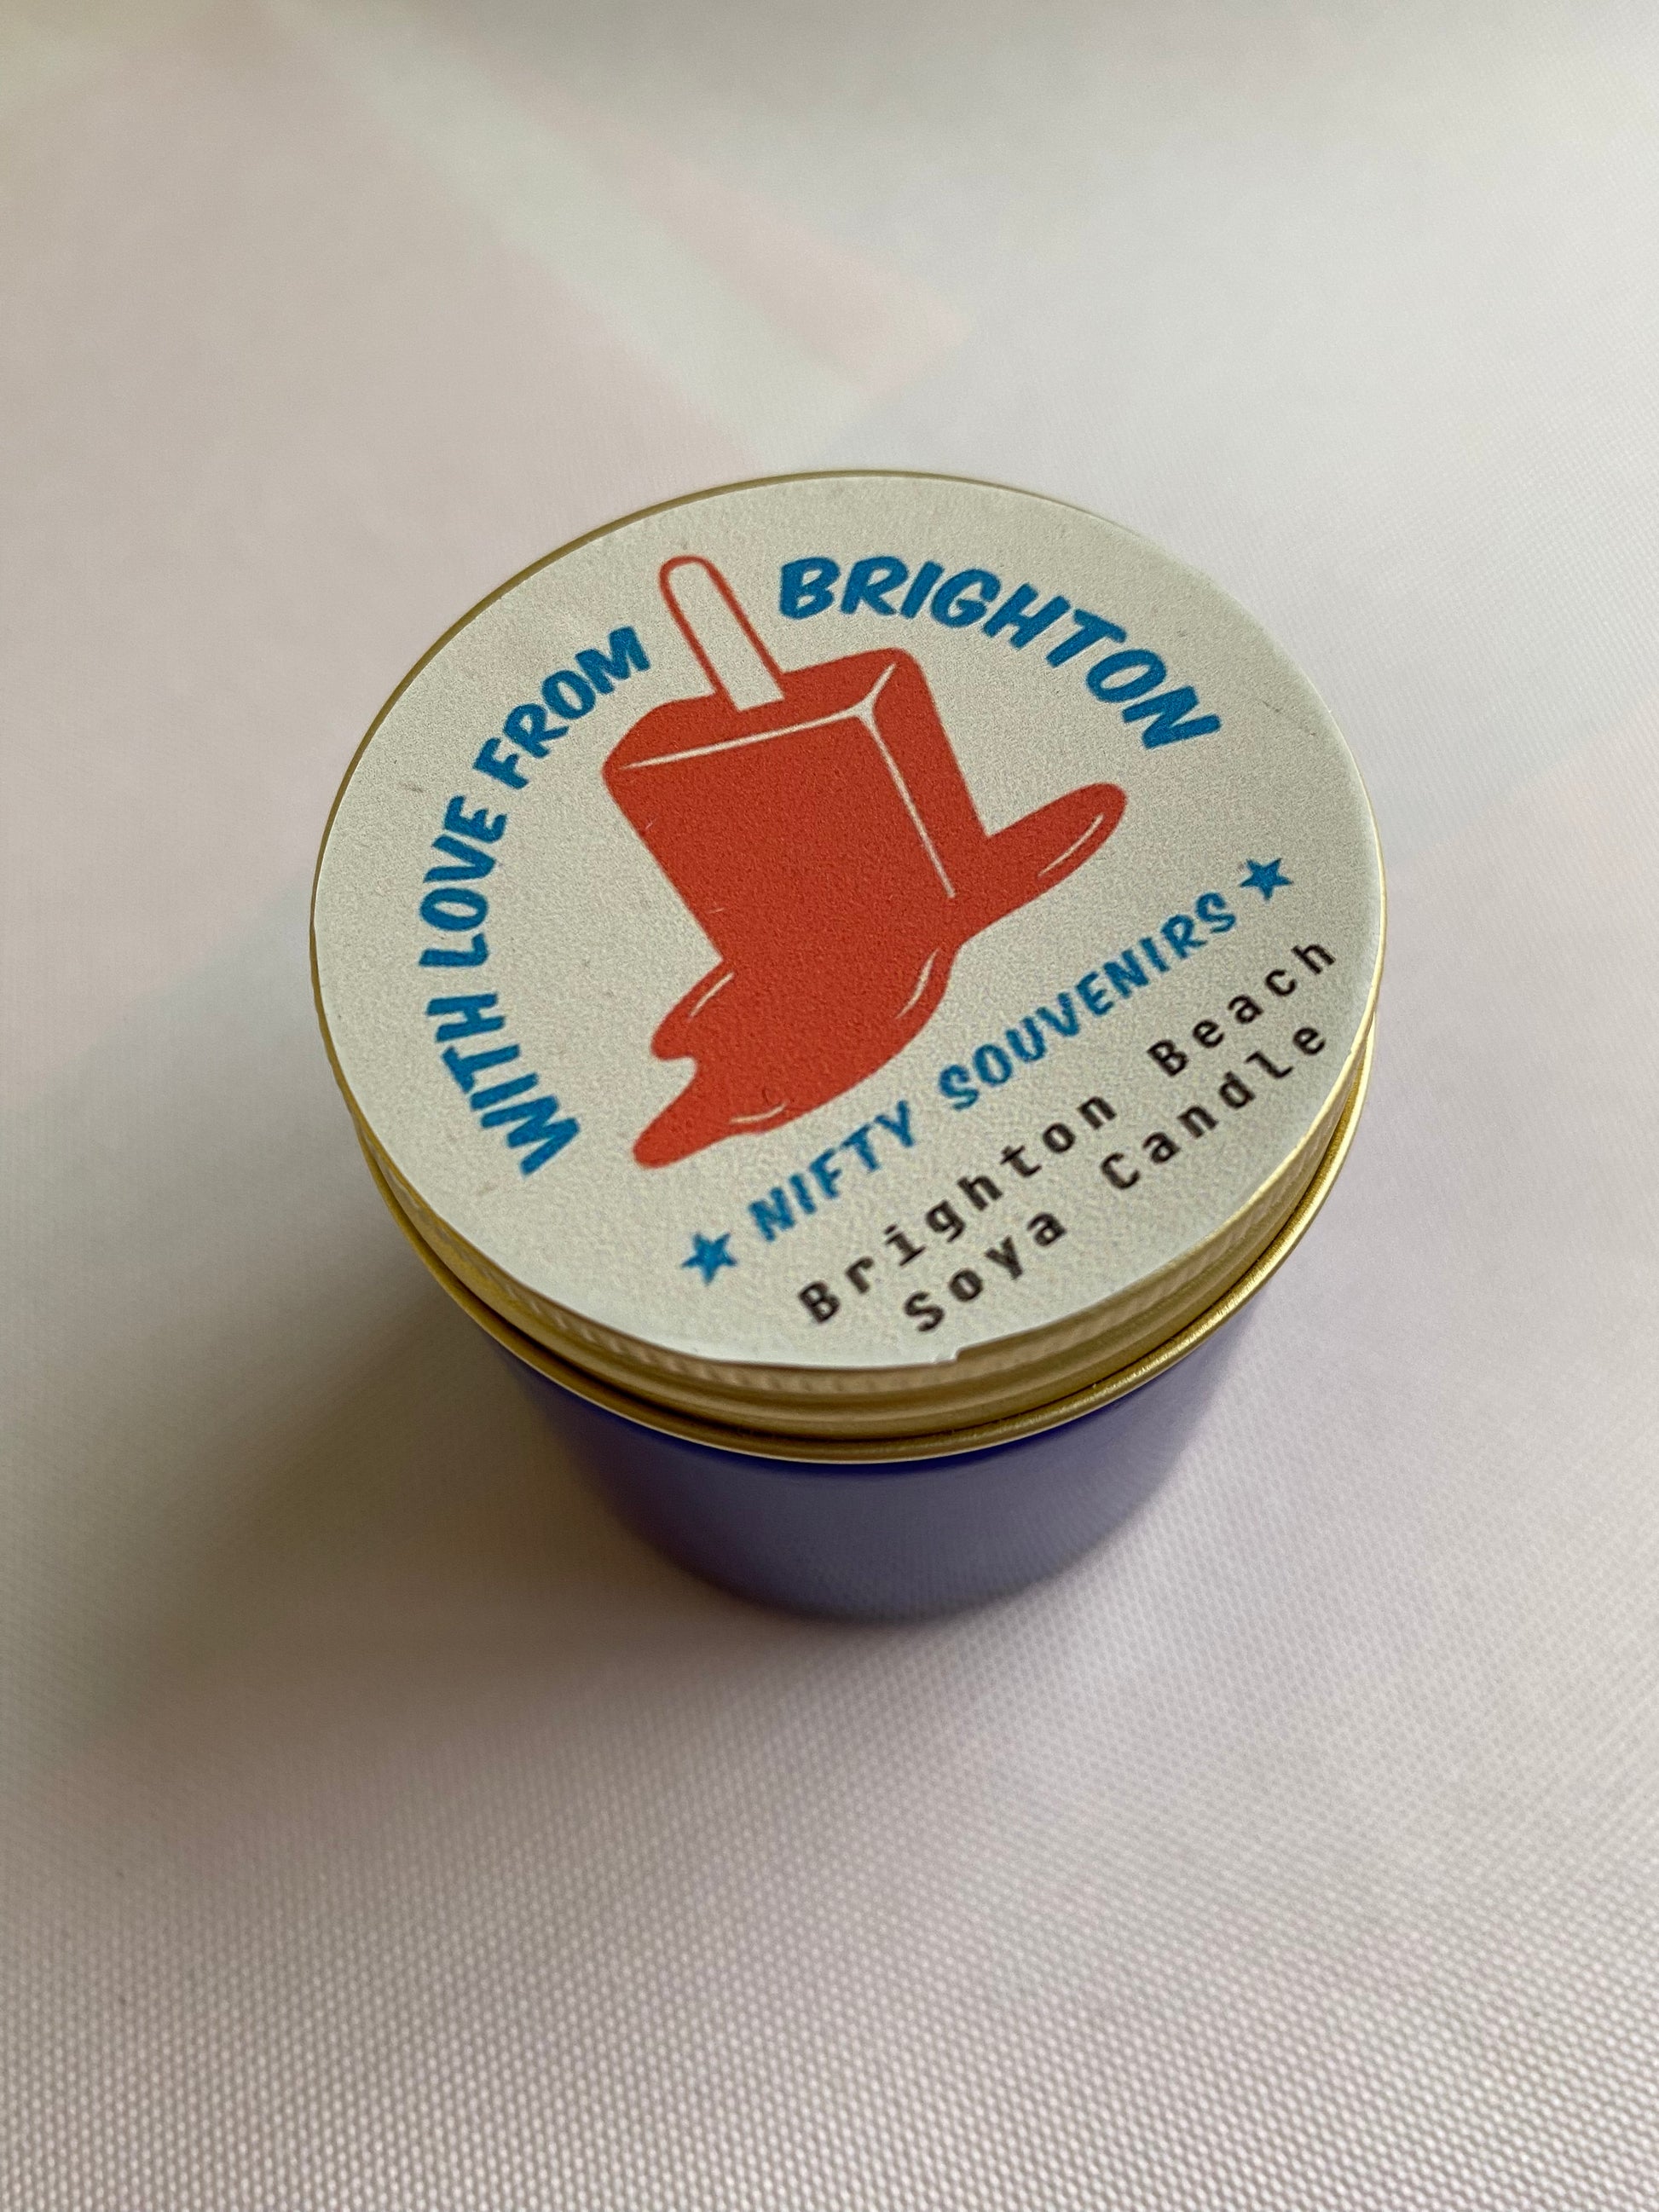 WITH LOVE FROM BRIGHTON
★ NIFTY SOUVENIRS ★
Brighton Beach
Soya Candle